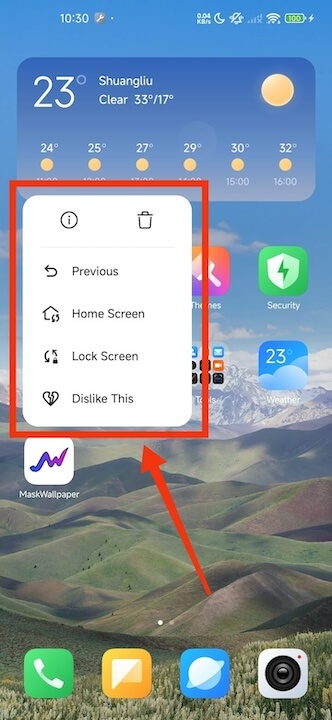 10:30
0.04
KB/s
100
23°
Shuangliu
Clear 33°/17°
24° 25° 27° 29° 30° 32°
15:00 16:00
Previous
Home Screen
Lock Screen
Dislike This
Themes
Security
23°
Tools
Weather
MaskWallpaper